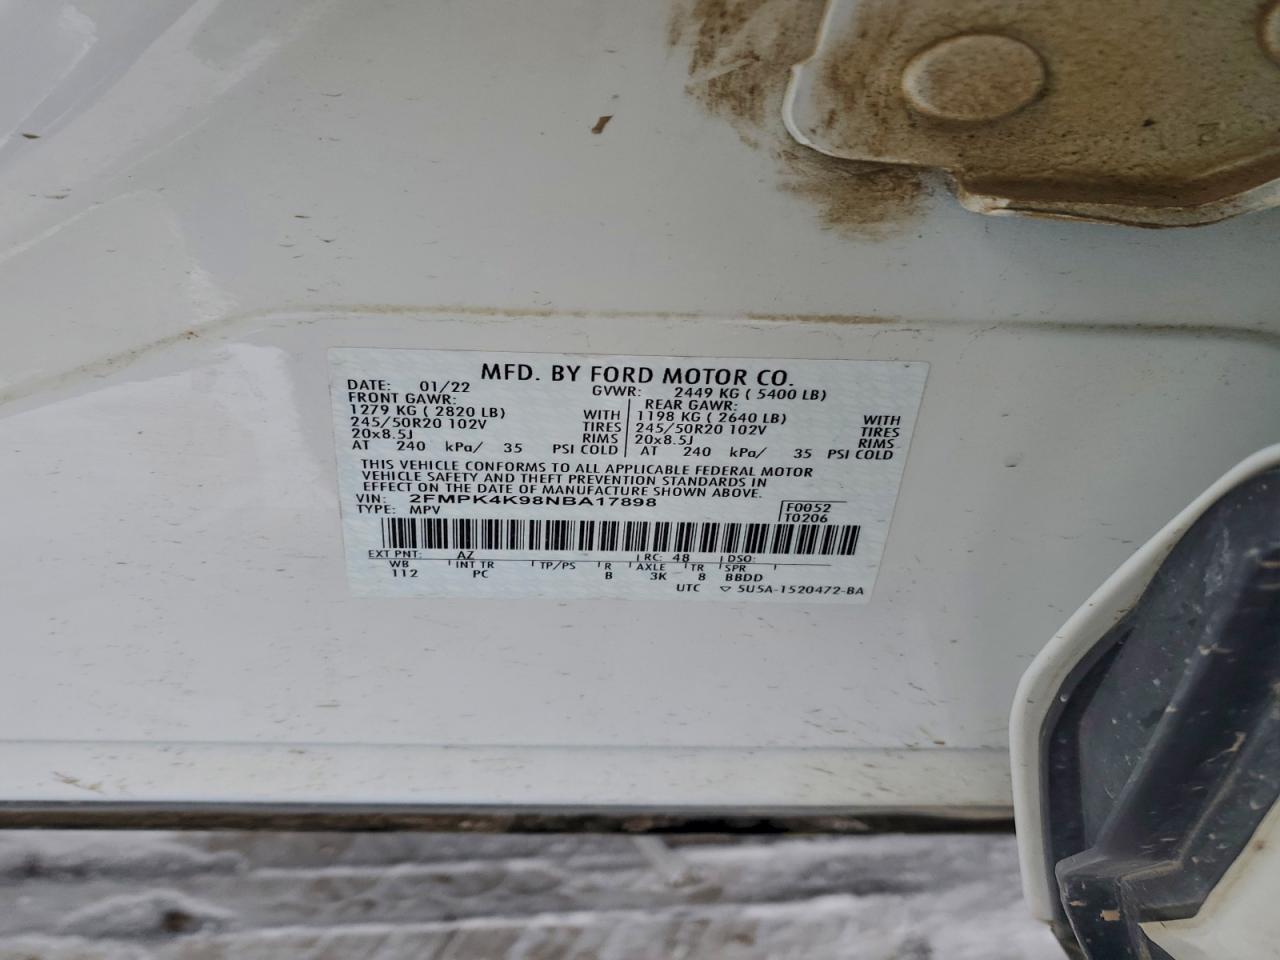 MFD. BY FORD MOTOR CO.
DATE: 01/22 GVWR: 2449 KG ( 5400 LB)
FRONT GAWR: REAR GAWR:
1279 KG ( 2820 LB) WITH 1198 KG ( 2640 LB) WITH
245/50R20 102V TIRES 245/50R20 102V TIRES
20x8.5J RIMS 20x8.5J RIMS
AT 240 kPa/ 35 PSI COLD AT 240 kPa/ 35 PSI COLD
THIS VEHICLE CONFORMS TO ALL APPLICABLE FEDERAL MOTOR
VEHICLE SAFETY AND THEFT PREVENTION STANDARDS IN
EFFECT ON THE DATE OF MANUFACTURE SHOWN ABOVE.
VIN: 2FMPK4K98NBA17898 F0052
TYPE: MPV T0206
EXT PNT: AZ RC: 48 DSO:
WB INT TR TP/PS R AXLE TR SPR
112 PC B 3K 8 BBDD
UTC ▽ 5U5A-1520472-BA